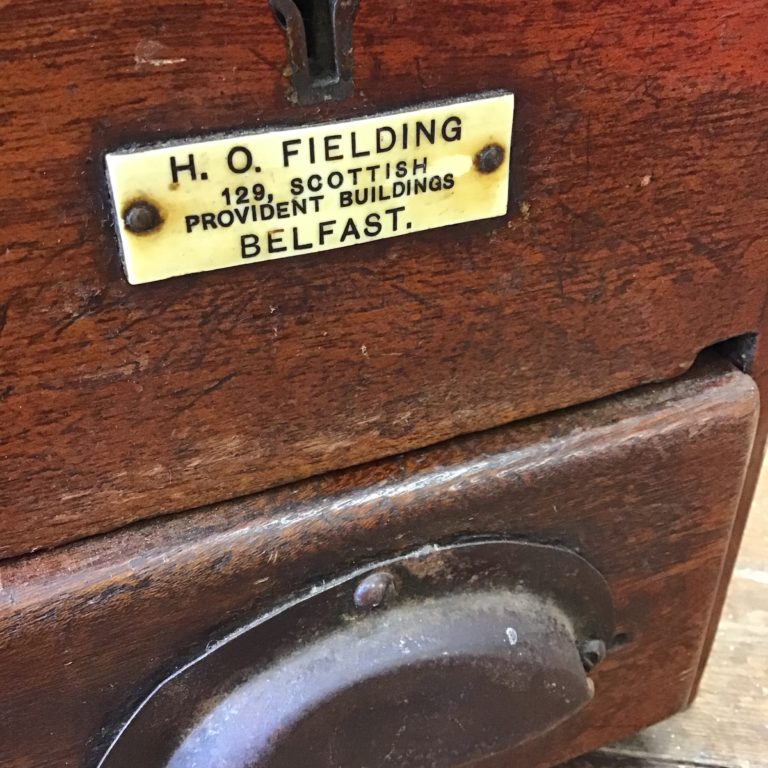 H. O. FIELDING
129, SCOTTISH
PROVIDENT BUILDINGS
BELFAST.